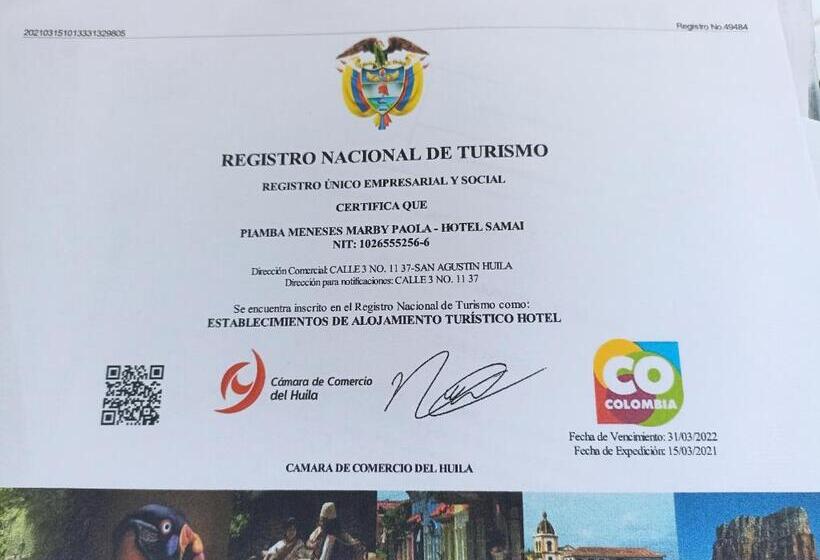 202103151013331329805
Registro No.49484
REGISTRO NACIONAL DE TURISMO
REGISTRO ÚNICO EMPRESARIAL Y SOCIAL
CERTIFICA QUE
PIAMBA MENESES MARBY PAOLA - HOTEL SAMAI
NIT: 1026555256-6
Dirección Comercial: CALLE 3 NO. 11 37-SAN AGUSTIN HUILA
Dirección para notificaciones: CALLE 3 NO. 11 37
Se encuentra inscrito en el Registro Nacional de Turismo como:
ESTABLECIMIENTOS DE ALOJAMIENTO TURÍSTICO HOTEL
Cámara de Comercio
del Huila
CO
COLOMBIA
Fecha de Vencimiento: 31/03/2022
Fecha de Expedición: 15/03/2021
CAMARA DE COMERCIO DEL HUILA